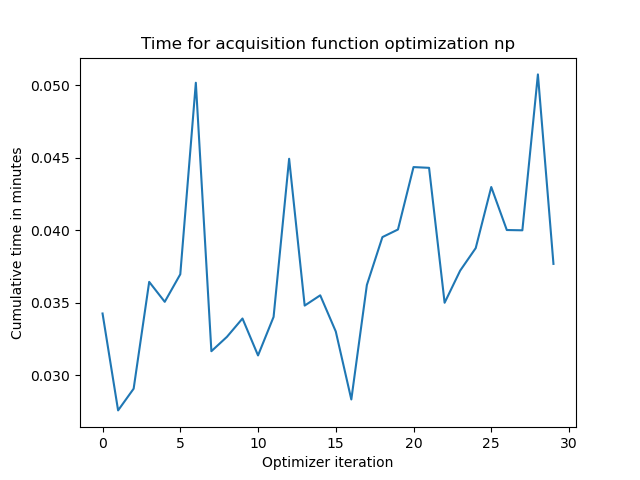 Time for acquisition function optimization np
0.050
0.045
0.040
0.035
0.030
Cumulative time in minutes
0 5 10 15 20 25 30
Optimizer iteration